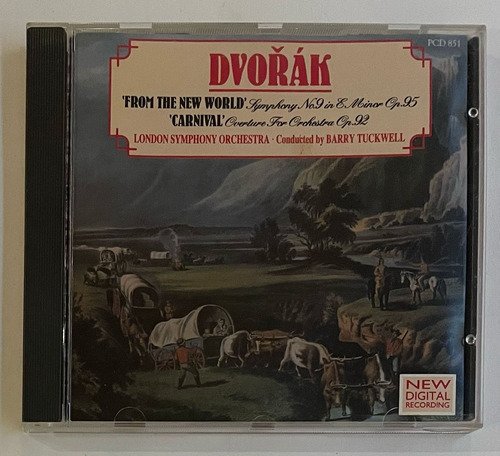 PCD 851
DVOŘÁK
'FROM THE NEW WORLD' Symphony No.9 in E Minor Op.95
'CARNIVAL' Overture For Orchestra Op.92
LONDON SYMPHONY ORCHESTRA · Conducted by BARRY TUCKWELL
NEW
DIGITAL
RECORDING